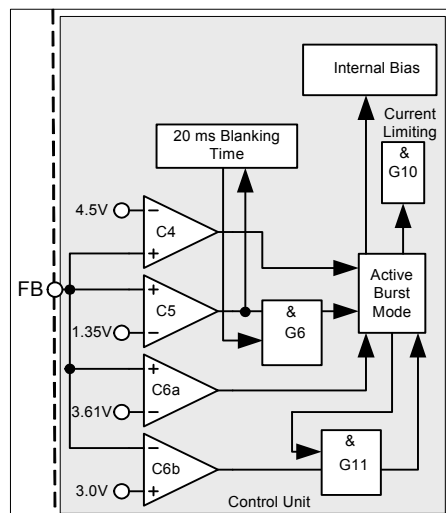 Internal Bias
Current
Limiting
20 ms Blanking
Time
&
G10
4.5V
−
C4
+
FB
+
C5
−
1.35V
&
G6
Active
Burst
Mode
+
C6a
−
3.61V
−
C6b
+
3.0V
&
G11
Control Unit